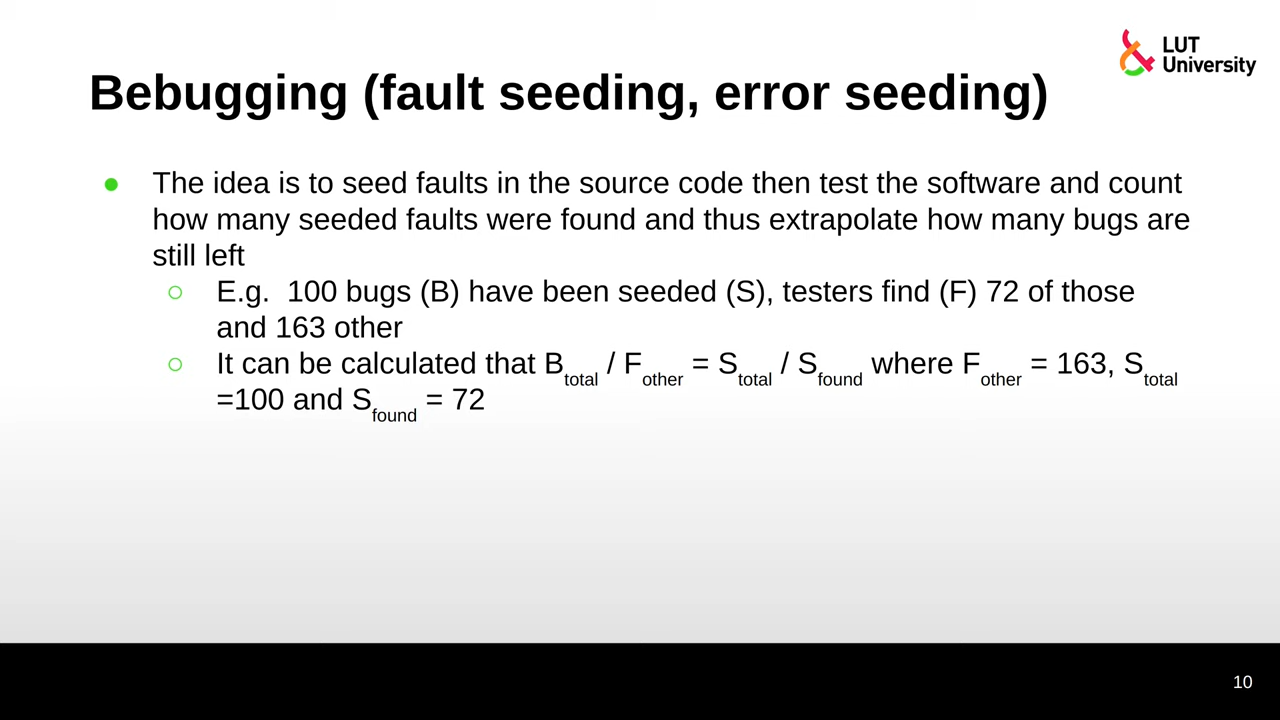 LUT
University
Bebugging (fault seeding, error seeding)
● The idea is to seed faults in the source code then test the software and count
how many seeded faults were found and thus extrapolate how many bugs are
still left
○ E.g.  100 bugs (B) have been seeded (S), testers find (F) 72 of those
and 163 other
○ It can be calculated that Btotal / Fother = Stotal / Sfound where Fother = 163, Stotal
=100 and Sfound = 72
10